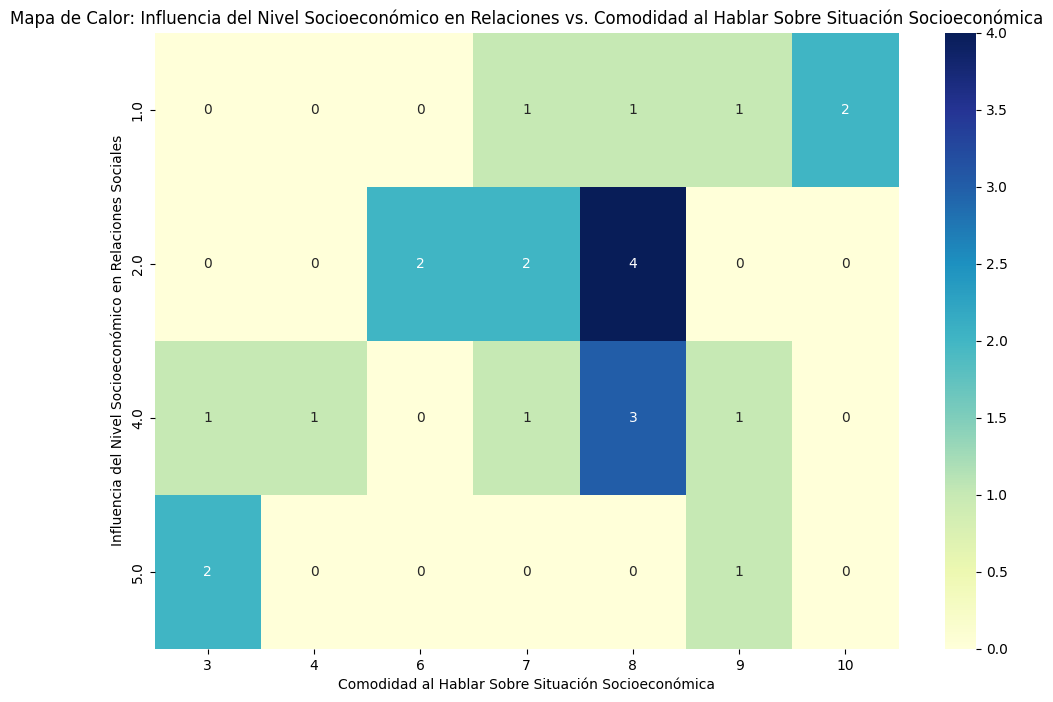 Mapa de Calor: Influencia del Nivel Socioeconómico en Relaciones vs. Comodidad al Hablar Sobre Situación Socioeconómica
Influencia del Nivel Socioeconómico en Relaciones Sociales
1.0 0 0 0 1 1 1 2
2.0 0 0 2 2 4 0 0
4.0 1 1 0 1 3 1 0
5.0 2 0 0 0 0 1 0
3 4 6 7 8 9 10
Comodidad al Hablar Sobre Situación Socioeconómica
4.0
3.5
3.0
2.5
2.0
1.5
1.0
0.5
0.0